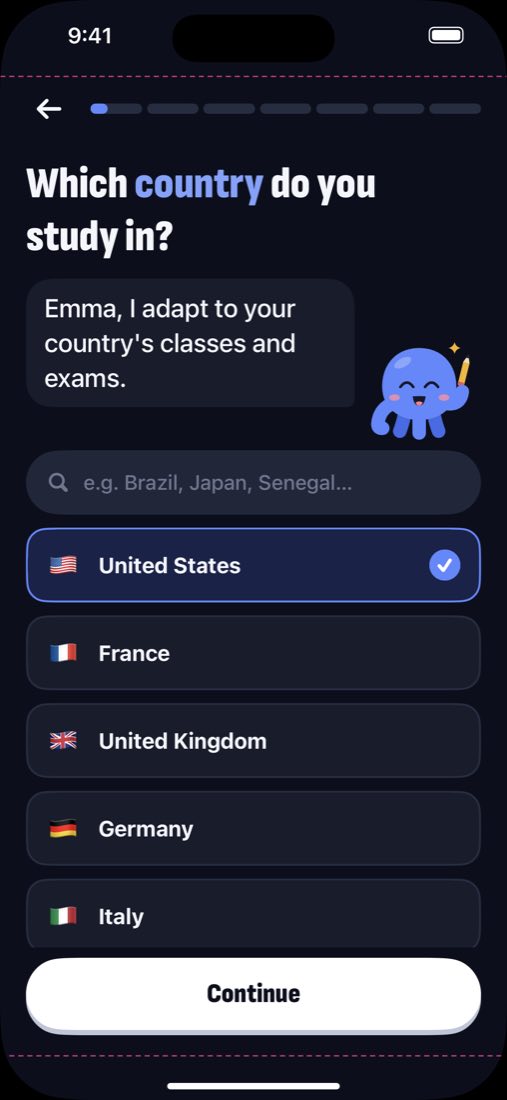 9:41
Which country do you
study in?
Emma, I adapt to your
country's classes and
exams.
e.g. Brazil, Japan, Senegal...
United States
France
United Kingdom
Germany
Italy
Continue